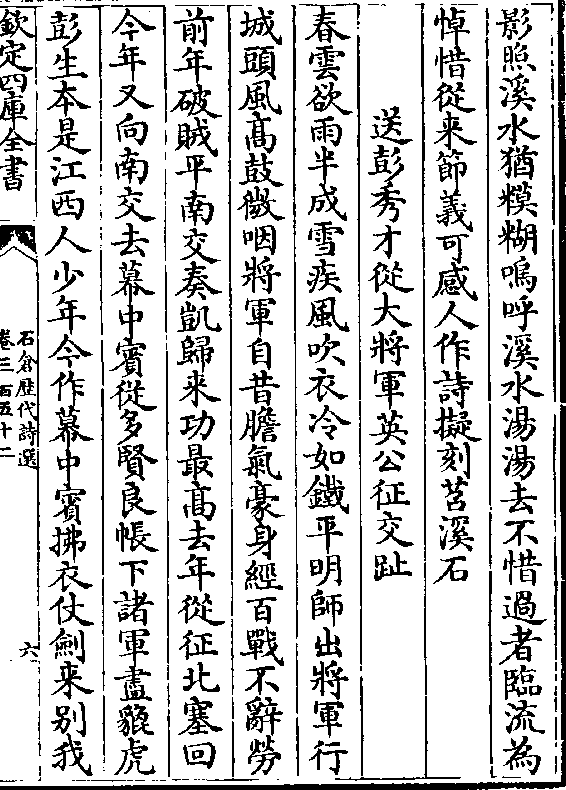 影照溪水猶糢糊嗚呼溪水湯湯去不惜過者臨流為
悼惜從来節義可感人作詩擬刻苕溪石
送彭秀才從大將軍英公征交趾
春雲欲雨半成雪疾風吹衣冷如鐵平明師出將軍行
城頭風髙鼓微咽將軍自昔膽氣豪身經百戰不辭勞
前年破賊平南交奏凱歸来功最髙去年從征北塞回
今年又向南交去幕中賓從多賢良帳下諸軍盡貔虎
彭生本是江西人少年今作幕中賓拂衣仗劍来别我
欽定四庫全書
石倉歴代詩選
卷三百五十二
六